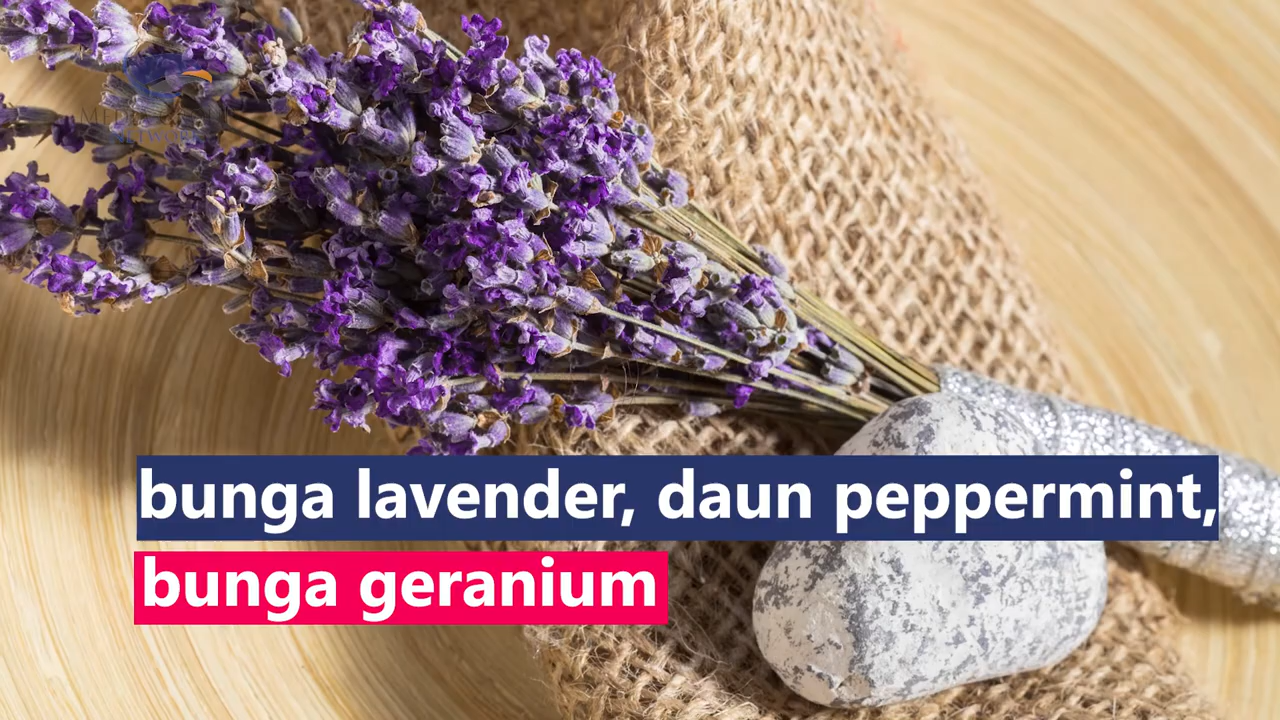 bunga lavender, daun peppermint,
bunga geranium